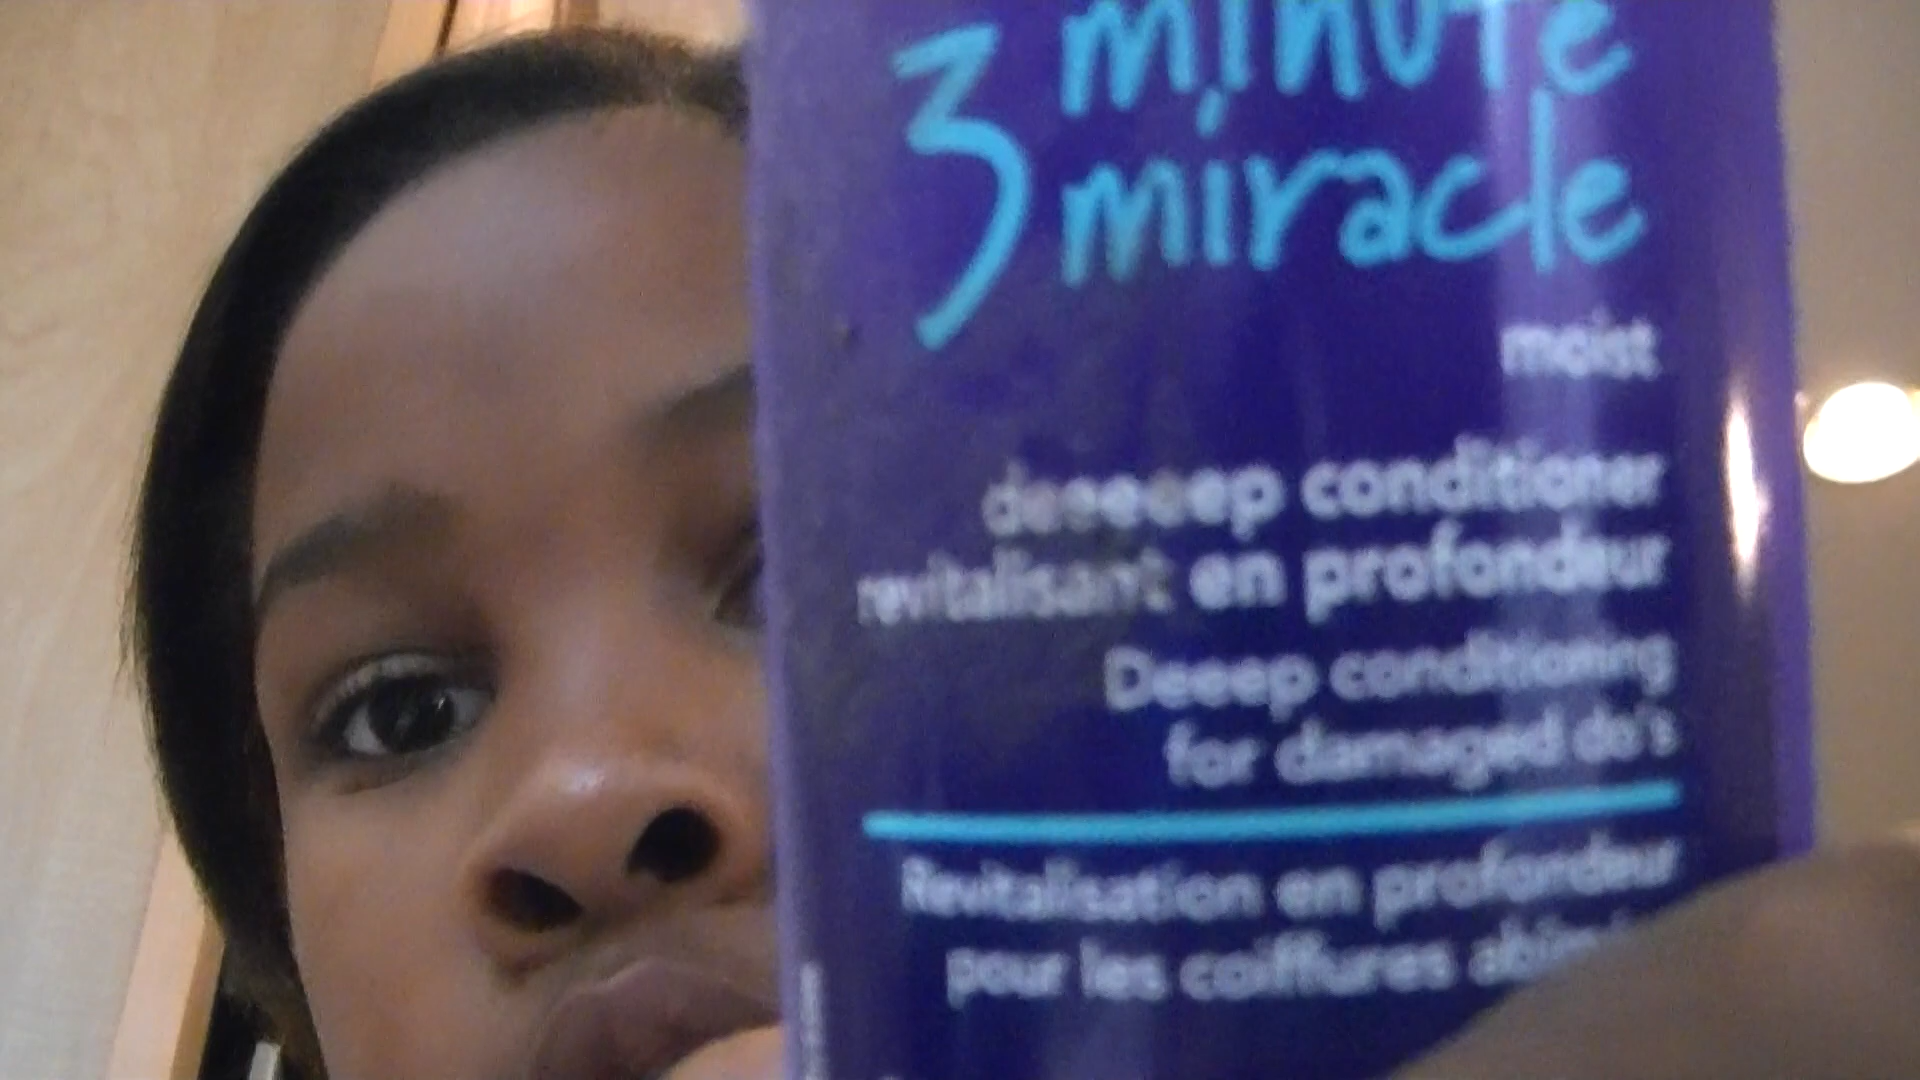 3 minute
miracle
moist
deeeeep conditioner
revitalisant en profondeur
Deeeep conditioning
for damaged do's
Revitalisation en profondeur
pour les coiffures